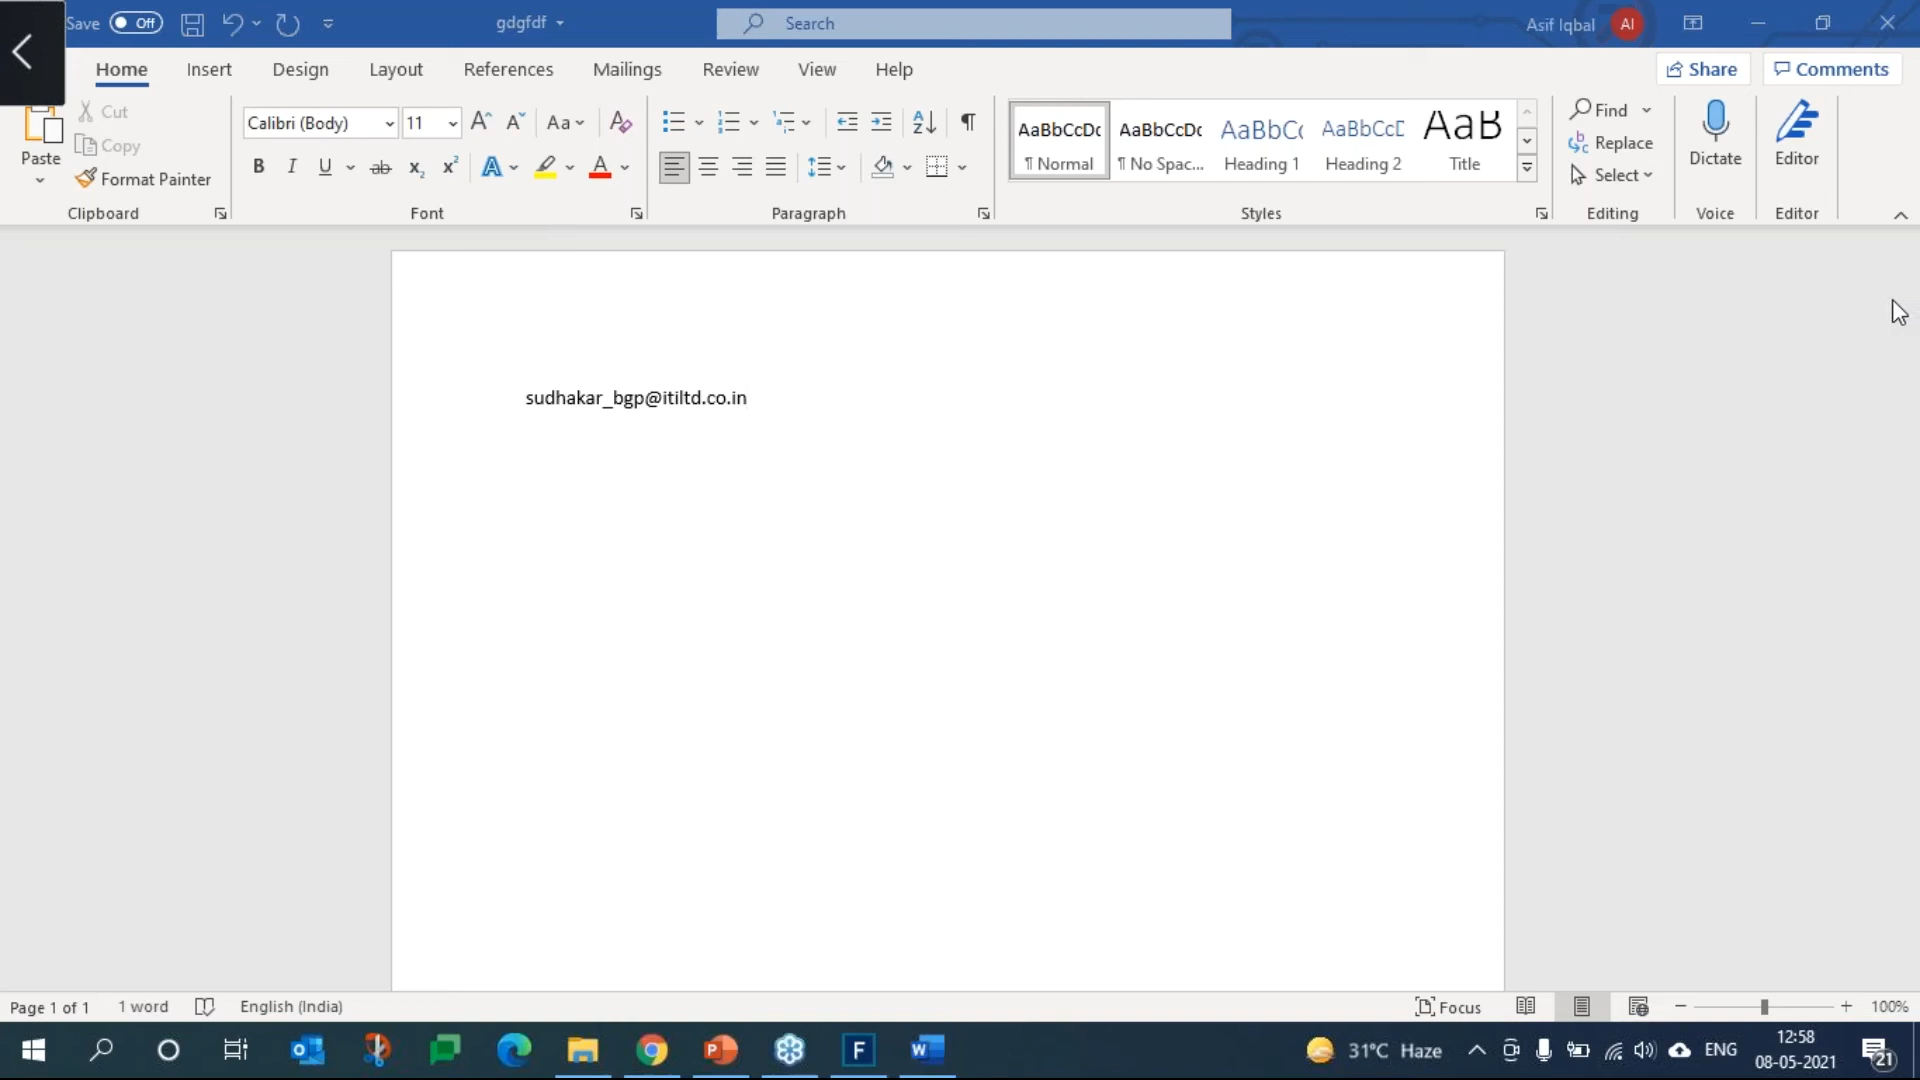 Save Off gdgfdf Search Asif Iqbal AI
Home Insert Design Layout References Mailings Review View Help Share Comments
Paste Cut Copy Format Painter
Calibri (Body) 11 Aa
B I U ab x₂ x² A A
AaBbCcDc AaBbCcDc AaBbCc AaBbCcD AaB
¶ Normal ¶ No Spac... Heading 1 Heading 2 Title
Find Replace Select
Dictate Editor
Clipboard Font Paragraph Styles Editing Voice Editor
sudhakar_bgp@itiltd.co.in
Page 1 of 1 1 word English (India) Focus 100%
31°C Haze ENG 12:58
08-05-2021 21